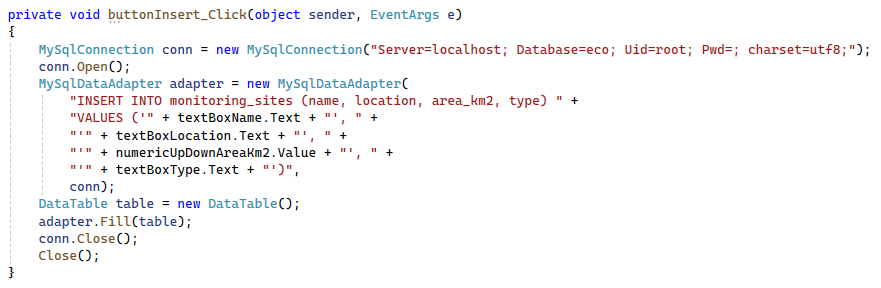 private void buttonInsert_Click(object sender, EventArgs e)
{
    MySqlConnection conn = new MySqlConnection("Server=localhost; Database=eco; Uid=root; Pwd=; charset=utf8;");
    conn.Open();
    MySqlDataAdapter adapter = new MySqlDataAdapter(
        "INSERT INTO monitoring_sites (name, location, area_km2, type) " +
        "VALUES ('" + textBoxName.Text + "', " +
        "'" + textBoxLocation.Text + "', " +
        "'" + numericUpDownAreaKm2.Value + "', " +
        "'" + textBoxType.Text + "')",
        conn);
    DataTable table = new DataTable();
    adapter.Fill(table);
    conn.Close();
    Close();
}